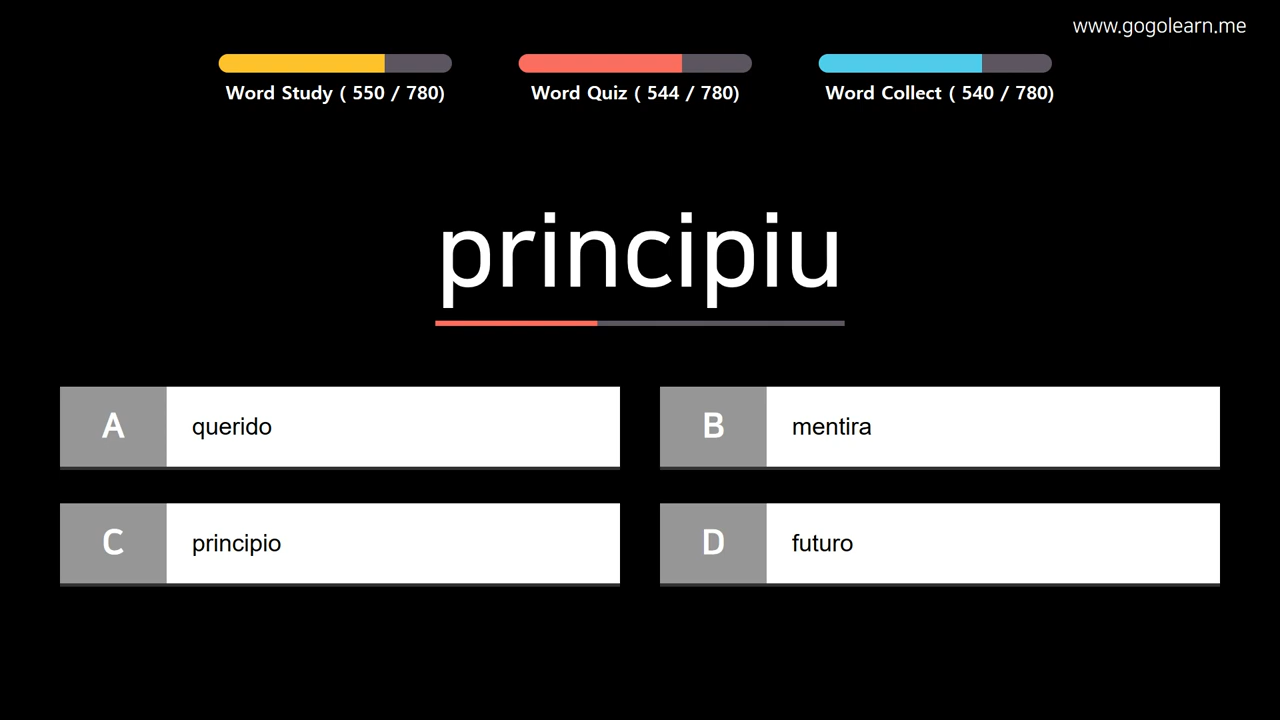 www.gogolearn.me
Word Study ( 550 / 780)
Word Quiz ( 544 / 780)
Word Collect ( 540 / 780)
principiu
A querido
B mentira
C principio
D futuro